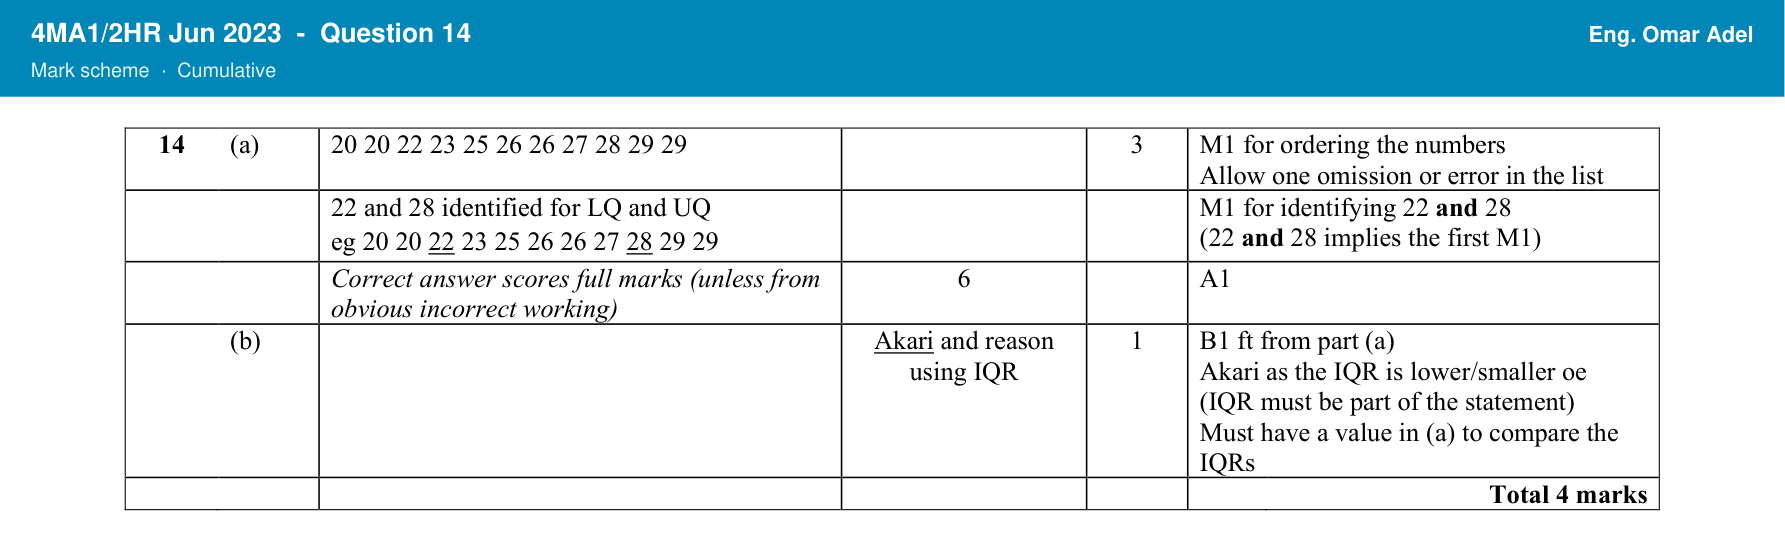 4MA1/2HR Jun 2023 - Question 14
Eng. Omar Adel
Mark scheme · Cumulative
14 (a) 20 20 22 23 25 26 26 27 28 29 29 3 M1 for ordering the numbers
Allow one omission or error in the list
22 and 28 identified for LQ and UQ M1 for identifying 22 and 28
eg 20 20 22 23 25 26 26 27 28 29 29 (22 and 28 implies the first M1)
Correct answer scores full marks (unless from 6 A1
obvious incorrect working)
(b) Akari and reason 1 B1 ft from part (a)
using IQR Akari as the IQR is lower/smaller oe
(IQR must be part of the statement)
Must have a value in (a) to compare the
IQRs
Total 4 marks